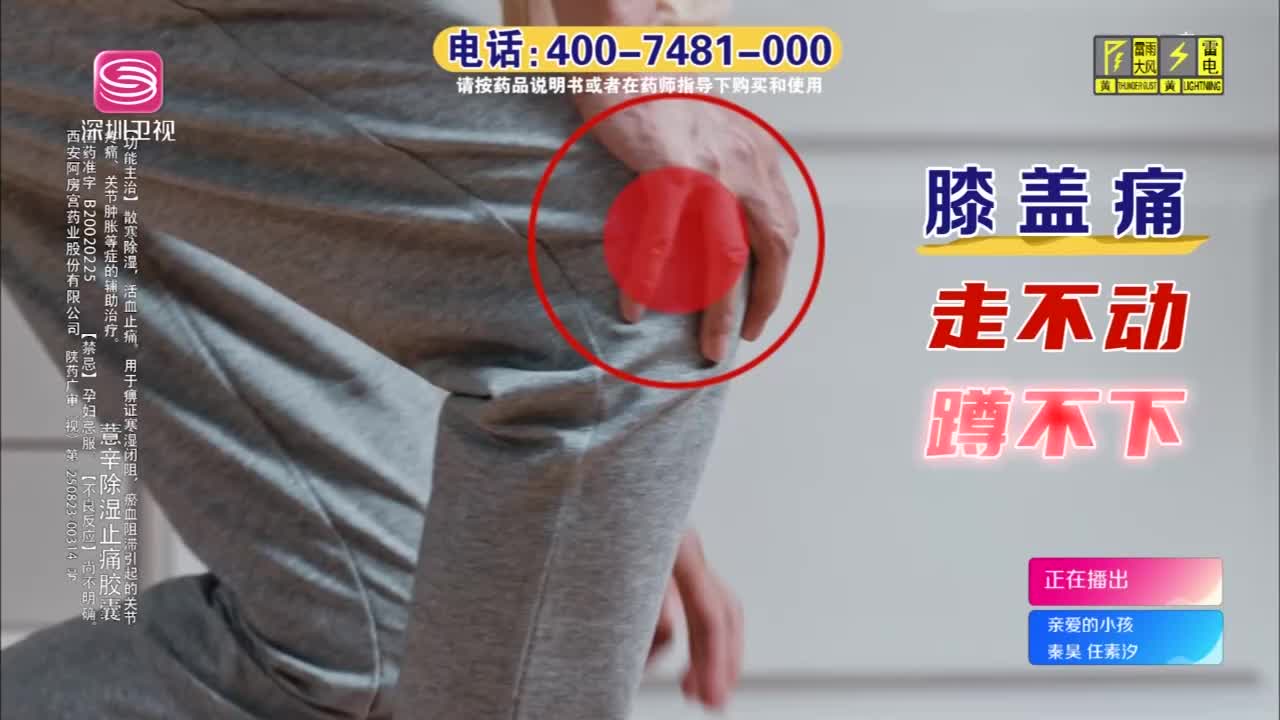 电话:400-7481-000
请按药品说明书或者在药师指导下购买和使用
深圳卫视
雷雨大风
黄 THUNDER GUST
雷电
黄 LIGHTNING
膝盖痛
走不动
蹲不下
【功能主治】散寒除湿,活血止痛。用于痹证寒湿闭阻,瘀血阻滞引起的关节
疼痛、关节肿胀等症的辅助治疗。
薏辛除湿止痛胶囊
国药准字 B20020225 【禁忌】孕妇忌服。【不良反应】尚不明确。
西安阿房宫药业股份有限公司 陕药广审(视)第 250823-00314 号
正在播出
亲爱的小孩
秦昊 任素汐